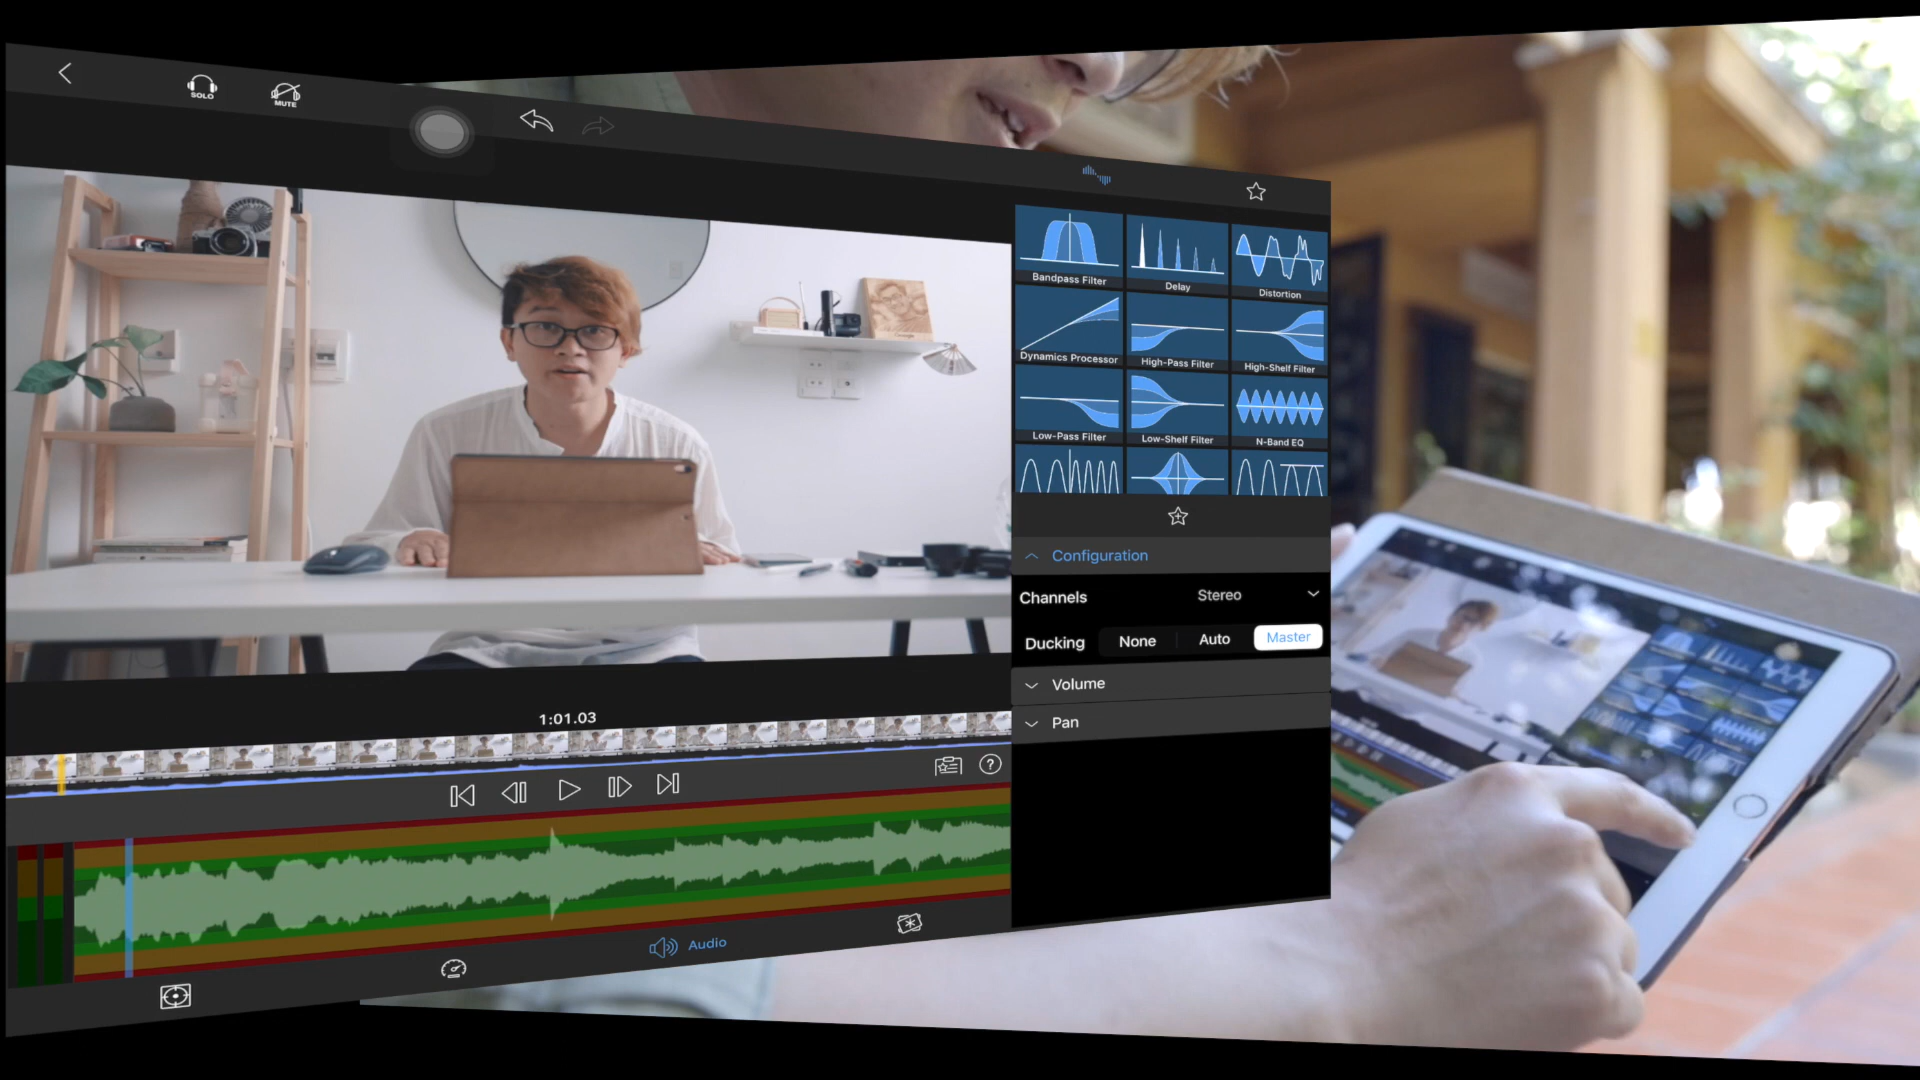 SOLO
MUTE
Bandpass Filter
Delay
Distortion
Dynamics Processor
High-Pass Filter
High-Shelf Filter
Low-Pass Filter
Low-Shelf Filter
N-Band EQ
Configuration
Channels
Stereo
Ducking
None
Auto
Master
Volume
Pan
1:01.03
?
Audio